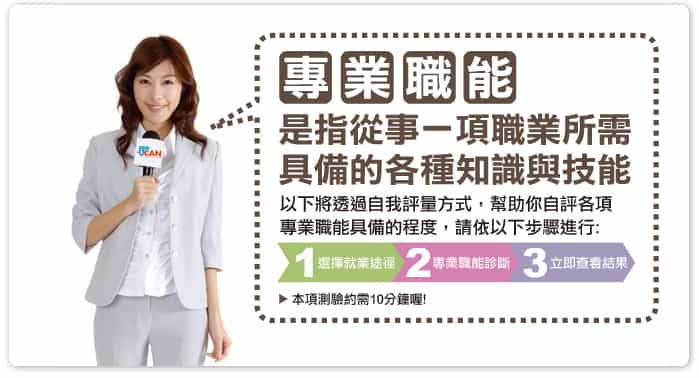 專業職能
是指從事一項職業所需
具備的各種知識與技能
以下將透過自我評量方式，幫助你自評各項
專業職能具備的程度，請依以下步驟進行:
1 選擇就業途徑 2 專業職能診斷 3 立即查看結果
▶ 本項測驗約需10分鐘喔!
UCAN